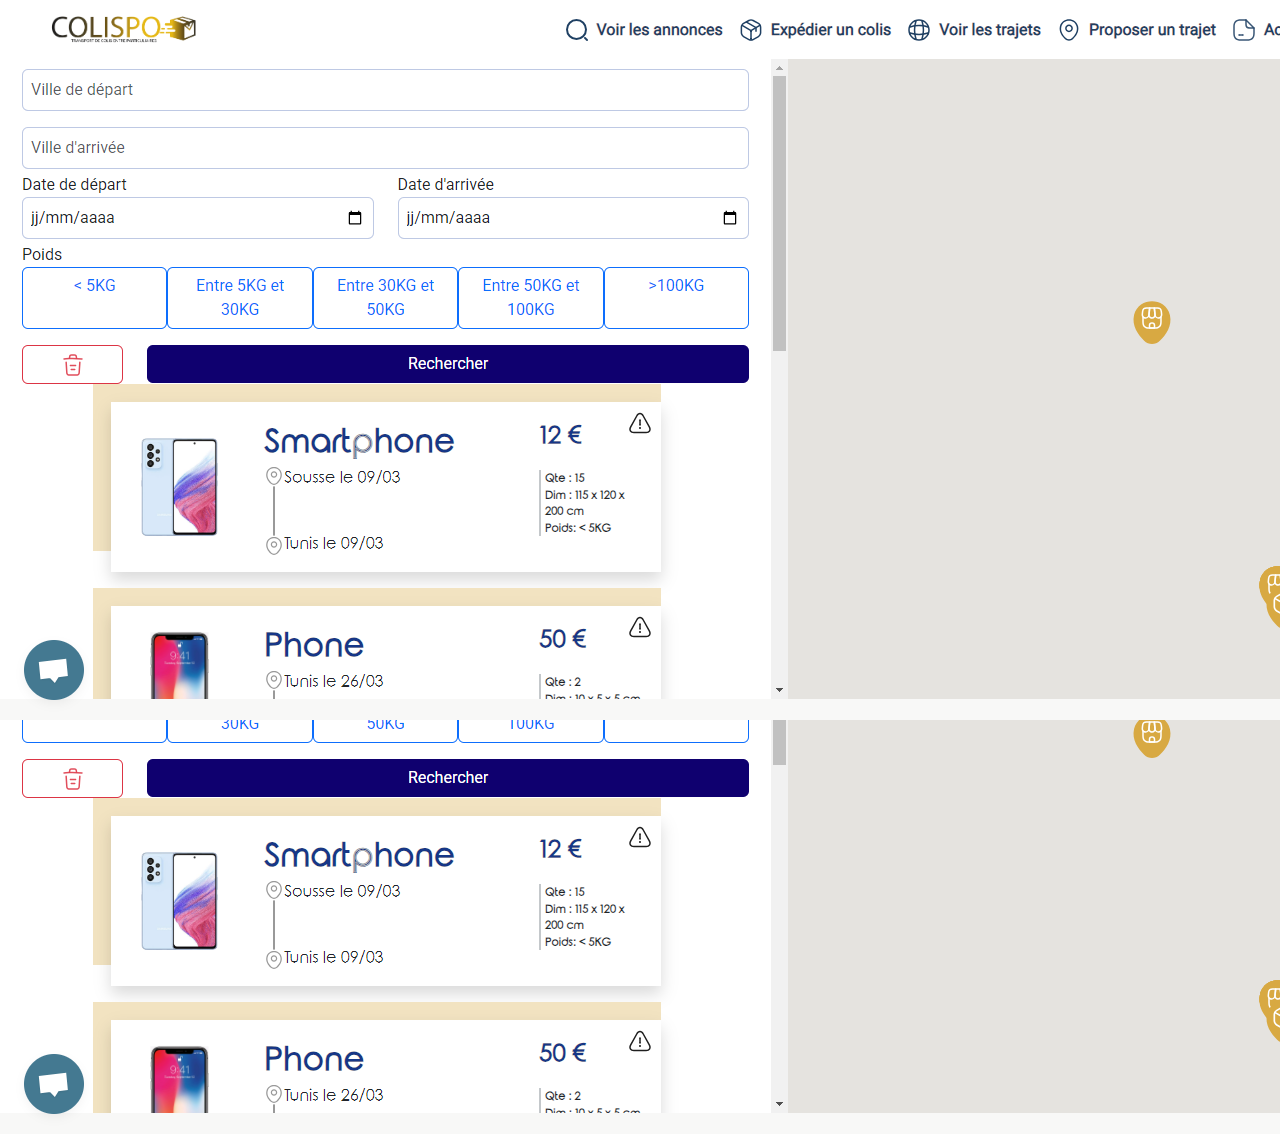 COLISPO
TRANSPORT DE COLIS ENTRE PARTICULIERS
Voir les annonces
Expédier un colis
Voir les trajets
Proposer un trajet
Ville de départ
Ville d'arrivée
Date de départ
Date d'arrivée
jj/mm/aaaa
jj/mm/aaaa
Poids
< 5KG
Entre 5KG et
30KG
Entre 30KG et
50KG
Entre 50KG et
100KG
>100KG
Rechercher
Smartphone
12 €
Sousse le 09/03
Tunis le 09/03
Qte : 15
Dim : 115 x 120 x
200 cm
Poids: < 5KG
Phone
50 €
9:41
Tunis le 26/03
Qte : 2
Dim : 10 x 5 x 5 cm
30KG
50KG
100KG
Rechercher
Smartphone
12 €
Sousse le 09/03
Tunis le 09/03
Qte : 15
Dim : 115 x 120 x
200 cm
Poids: < 5KG
Phone
50 €
9:41
Tunis le 26/03
Qte : 2
Dim : 10 x 5 x 5 cm